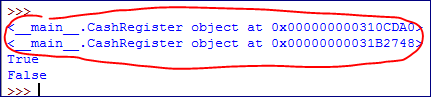 >>>
<__main__.CashRegister object at 0x000000000310CDA0>
<__main__.CashRegister object at 0x00000000031B2748>
True
False
>>>